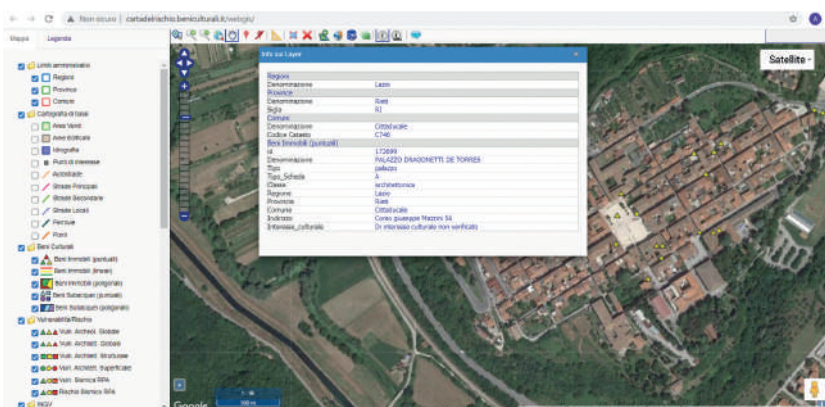 Non sicuro | cartadelrischio.beniculturali.it/webgis/
Mappa Legenda
Limiti amministrativi
Regioni
Province
Comuni
Cartografia di base
Aree Verdi
Aree Edificate
Idrografia
Punti di interesse
Autostrade
Strade Principali
Strade Secondarie
Strade Locali
Ferrovie
Ponti
Beni Culturali
Beni Immobili (puntuali)
Beni Immobili (lineari)
Beni Immobili (poligonali)
Beni Subacquei (puntuali)
Beni Subacquei (poligonali)
Vulnerabilità/Rischio
Vuln. Archeol. Globale
Vuln. Architett. Globale
Vuln. Architett. Strutturale
Vuln. Architett. Superficiale
Vuln. Sismica RPA
Rischio Sismico RPA
INGV
Info sui Layer
Regioni
Denominazione Lazio
Province
Denominazione Rieti
Sigla RI
Comuni
Denominazione Cittaducale
Codice Catasto C746
Beni Immobili (puntuali)
id 172699
Denominazione PALAZZO DRAGONETTI DE TORRES
Tipo palazzo
Tipo_Scheda A
Classe architettonica
Regione Lazio
Provincia Rieti
Comune Cittaducale
Indirizzo Corso giuseppe Mazzini 56
Interesse_culturale Di interesse culturale non verificato
Satellite
Google
100 m